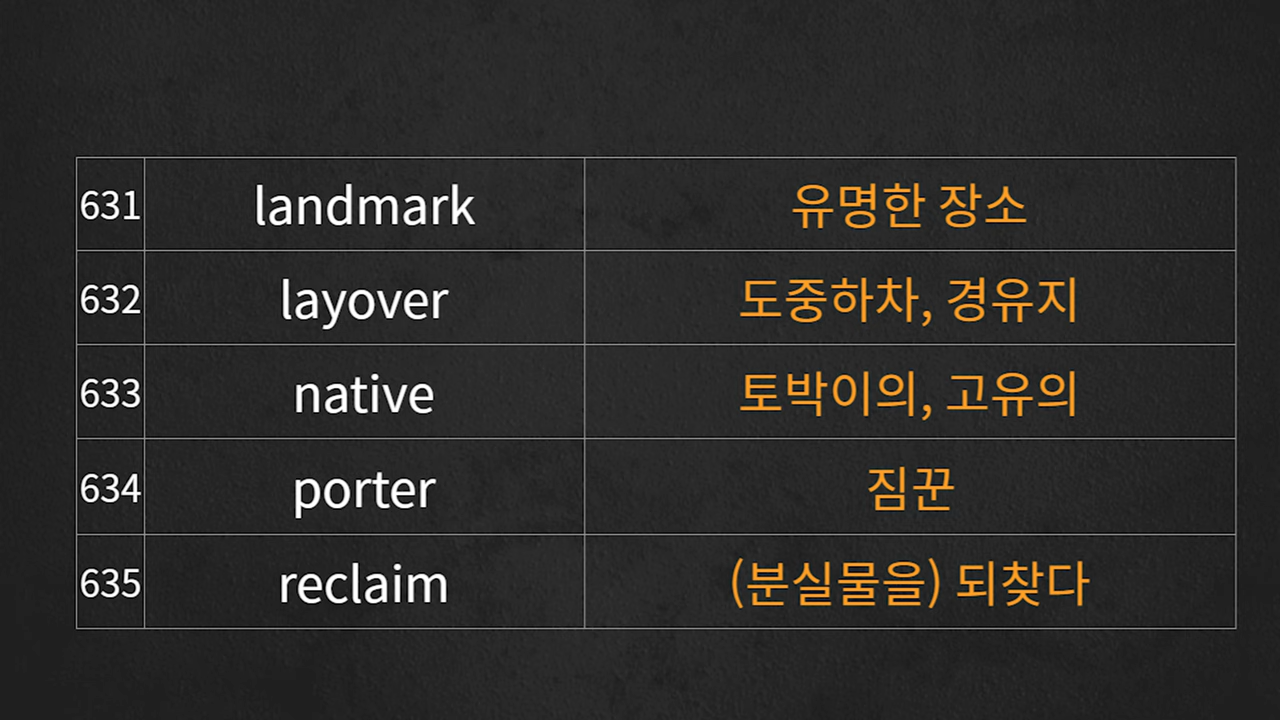 631 landmark 유명한 장소
632 layover 도중하차, 경유지
633 native 토박이의, 고유의
634 porter 짐꾼
635 reclaim (분실물을) 되찾다